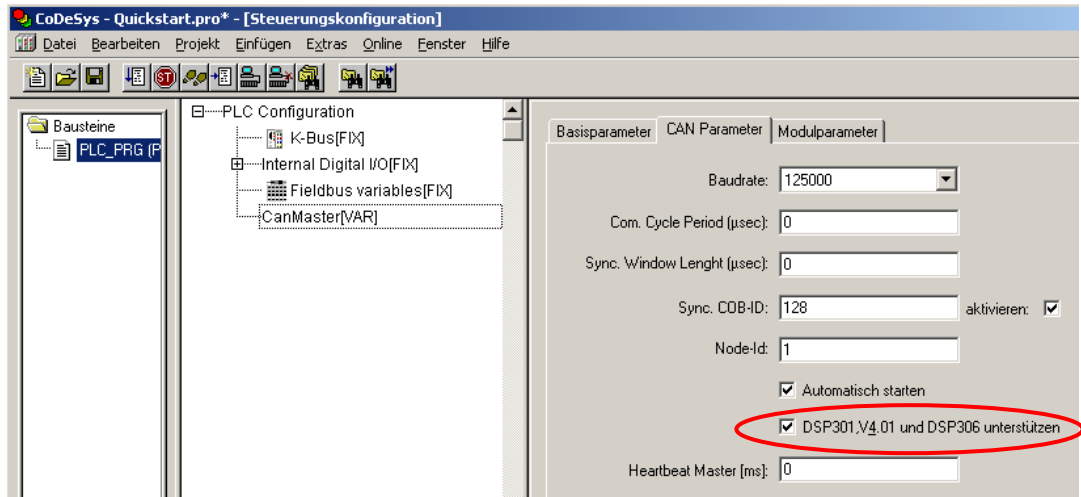 CoDeSys - Quickstart.pro* - [Steuerungskonfiguration]
Datei Bearbeiten Projekt Einfügen Extras Online Fenster Hilfe
Bausteine
PLC_PRG (P
PLC Configuration
K-Bus[FIX]
Internal Digital I/O[FIX]
Fieldbus variables[FIX]
CanMaster[VAR]
Basisparameter CAN Parameter Modulparameter
Baudrate: 125000
Com. Cycle Period (µsec): 0
Sync. Window Lenght (µsec): 0
Sync. COB-ID: 128 aktivieren:
Node-Id: 1
Automatisch starten
DSP301,V4.01 und DSP306 unterstützen
Heartbeat Master [ms]: 0